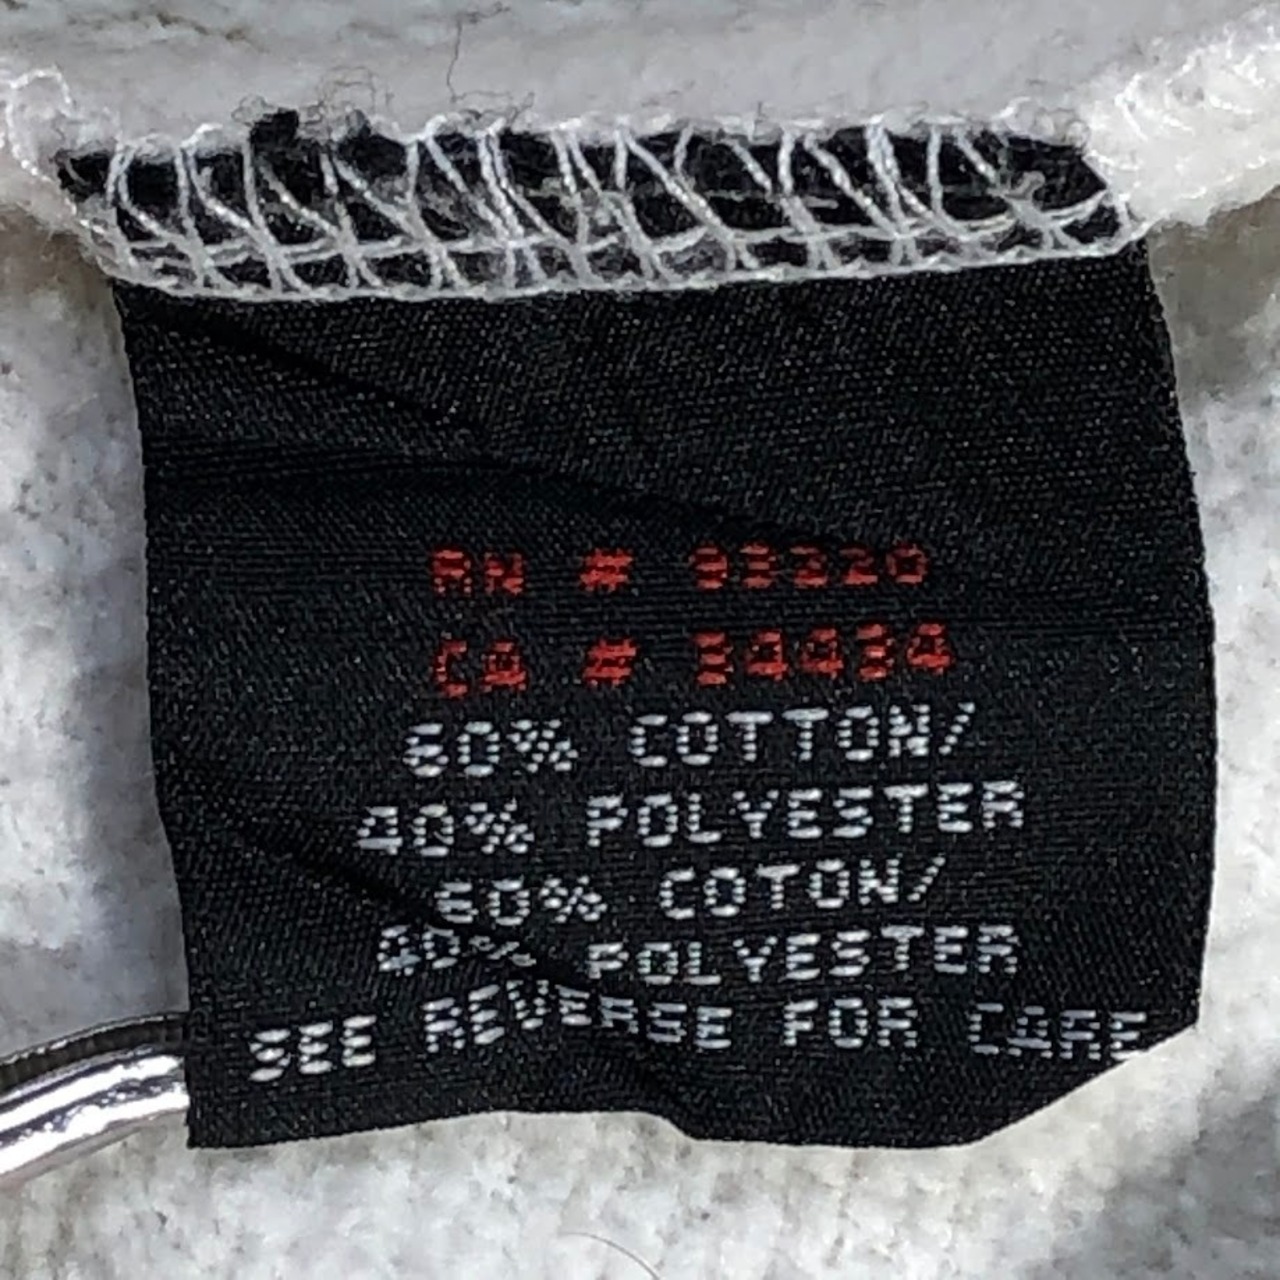 RN # 93220
CA # 34434
60% COTTON/
40% POLYESTER
60% COTON/
40% POLYESTER
SEE REVERSE FOR CARE